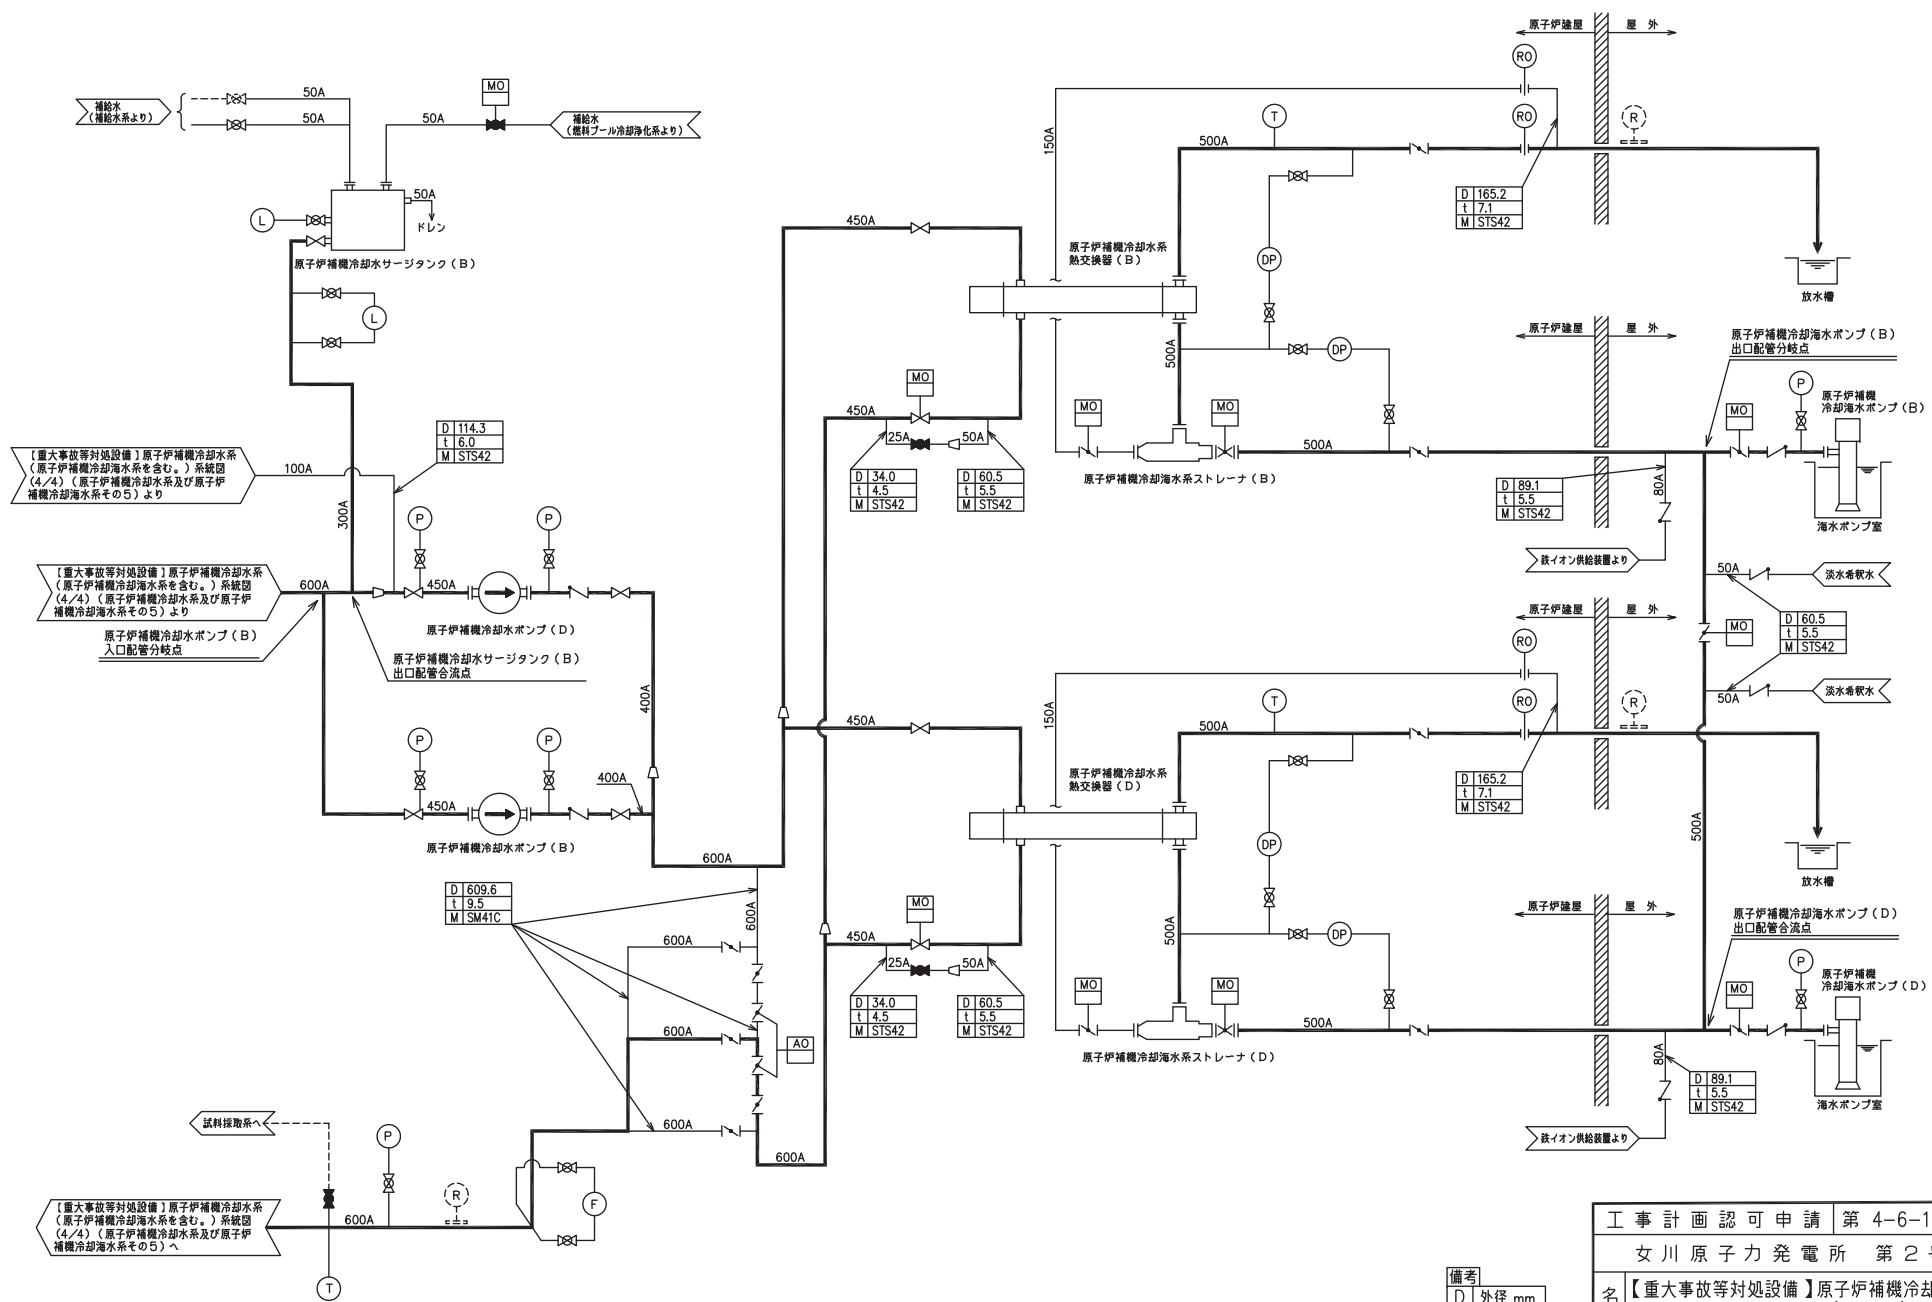 補給水
(補給水系より)
50A
50A
50A
MO
補給水
(燃料プール冷却浄化系より)
50A
ドレン
L
原子炉補機冷却水サージタンク(B)
L
【重大事故等対処設備】原子炉補機冷却水系
(原子炉補機冷却海水系を含む。)系統図
(4/4)(原子炉補機冷却水系及び原子炉
補機冷却海水系その5)より
100A
D 114.3
t 6.0
M STS42
300A
P
P
【重大事故等対処設備】原子炉補機冷却水系
(原子炉補機冷却海水系を含む。)系統図
(4/4)(原子炉補機冷却水系及び原子炉
補機冷却海水系その5)より
600A
450A
原子炉補機冷却水ポンプ(D)
原子炉補機冷却水ポンプ(B)
入口配管分岐点
原子炉補機冷却水サージタンク(B)
出口配管合流点
400A
P
P
400A
450A
原子炉補機冷却水ポンプ(B)
600A
D 609.6
t 9.5
M SM41C
600A
600A
600A
AO
600A
600A
試料採取系へ
P
R
F
【重大事故等対処設備】原子炉補機冷却水系
(原子炉補機冷却海水系を含む。)系統図
(4/4)(原子炉補機冷却水系及び原子炉
補機冷却海水系その5)へ
600A
T
450A
MO
450A
25A
50A
D 34.0
t 4.5
M STS42
D 60.5
t 5.5
M STS42
450A
MO
450A
25A
50A
D 34.0
t 4.5
M STS42
D 60.5
t 5.5
M STS42
原子炉建屋
屋 外
RO
150A
T
RO
R
500A
D 165.2
t 7.1
M STS42
原子炉補機冷却水系
熱交換器(B)
DP
放水槽
原子炉建屋
屋 外
500A
DP
MO
MO
500A
原子炉補機冷却海水系ストレーナ(B)
原子炉補機冷却海水ポンプ(B)
出口配管分岐点
P
原子炉補機
冷却海水ポンプ(B)
MO
D 89.1
t 5.5
M STS42
80A
海水ポンプ室
鉄イオン供給装置より
50A
淡水希釈水
D 60.5
t 5.5
M STS42
MO
50A
淡水希釈水
原子炉建屋
屋 外
RO
150A
T
RO
R
500A
D 165.2
t 7.1
M STS42
原子炉補機冷却水系
熱交換器(D)
DP
500A
放水槽
原子炉建屋
屋 外
500A
DP
MO
MO
500A
原子炉補機冷却海水系ストレーナ(D)
原子炉補機冷却海水ポンプ(D)
出口配管合流点
P
原子炉補機
冷却海水ポンプ(D)
MO
80A
D 89.1
t 5.5
M STS42
海水ポンプ室
鉄イオン供給装置より
備考
D 外径 mm
工事計画認可申請 第 4-6-1
女川原子力発電所 第2
名 【重大事故等対処設備】原子炉補機冷却